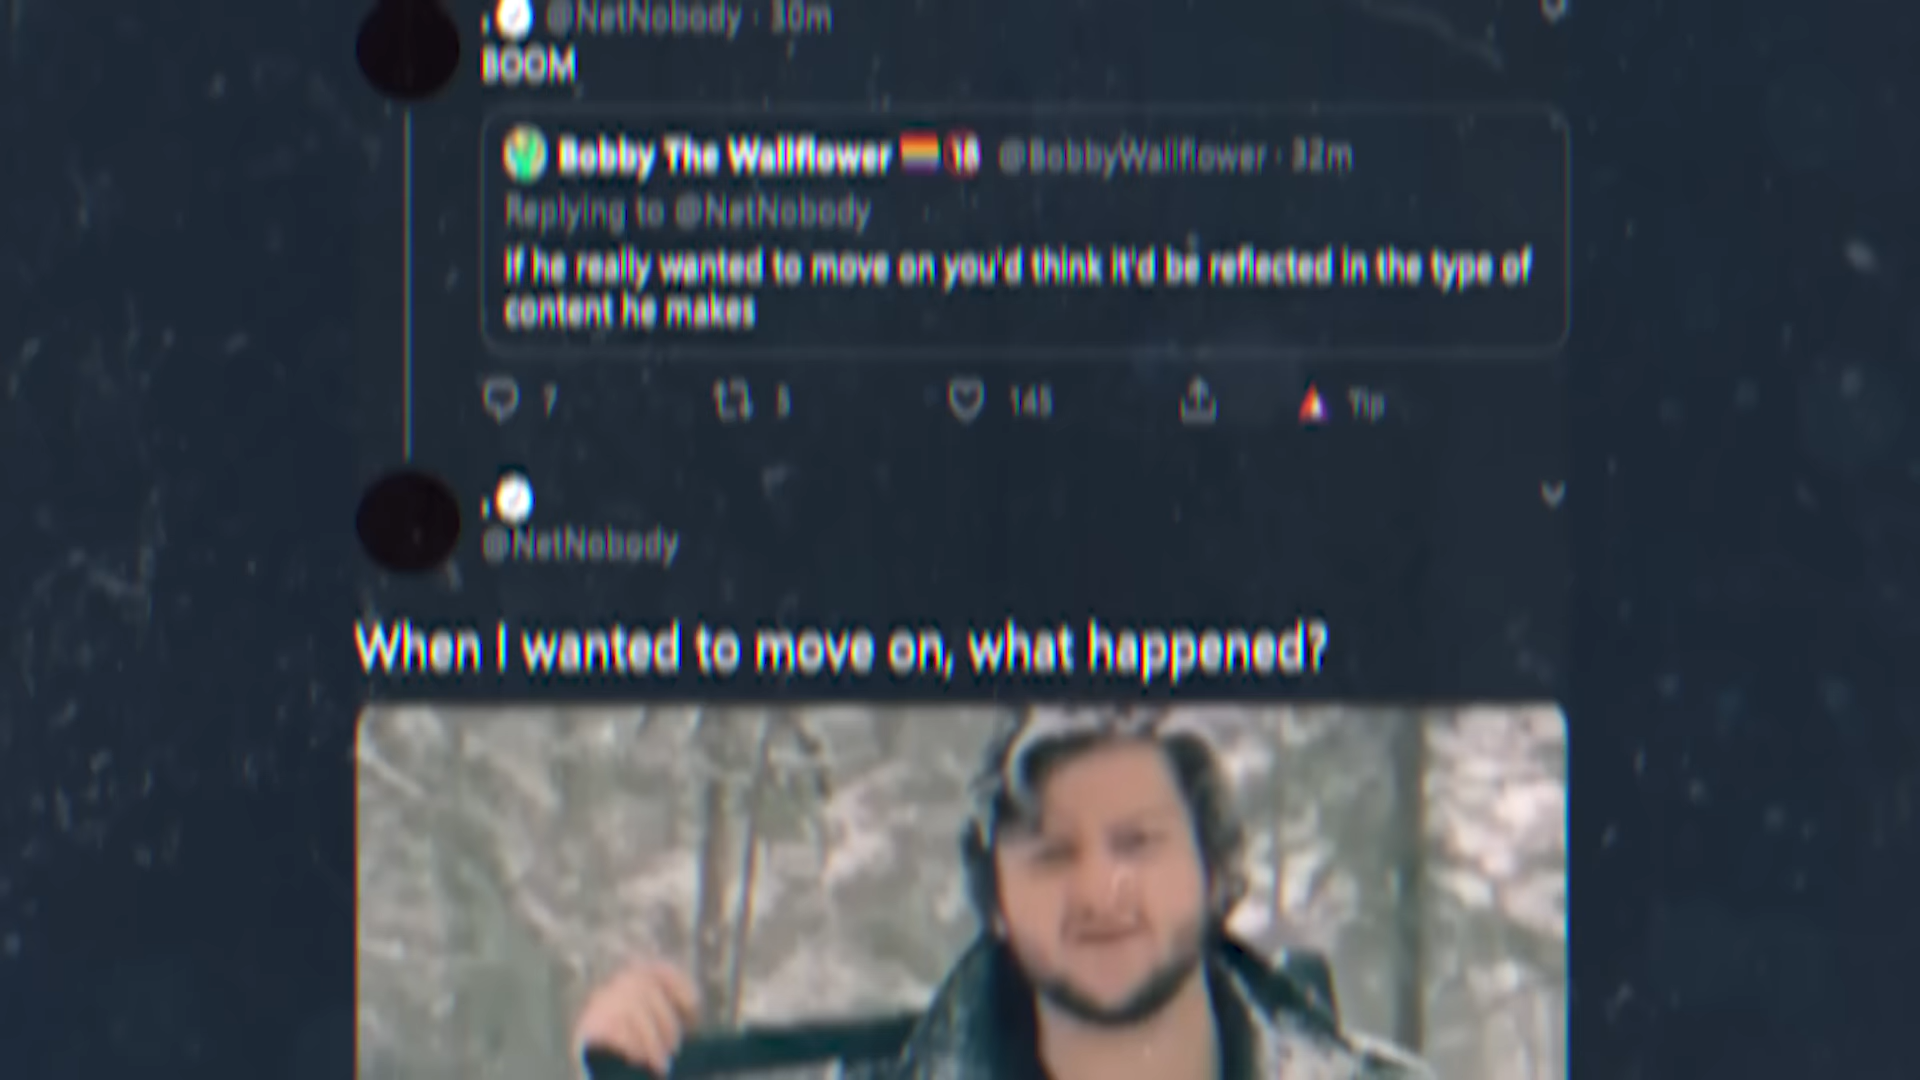 @NetNobody · 30m
BOOM
Bobby The Wallflower 🏳️‍🌈🔞 @BobbyWallflower · 32m
Replying to @NetNobody
If he really wanted to move on you'd think it'd be reflected in the type of
content he makes
7 145 Tip
@NetNobody
When I wanted to move on, what happened?